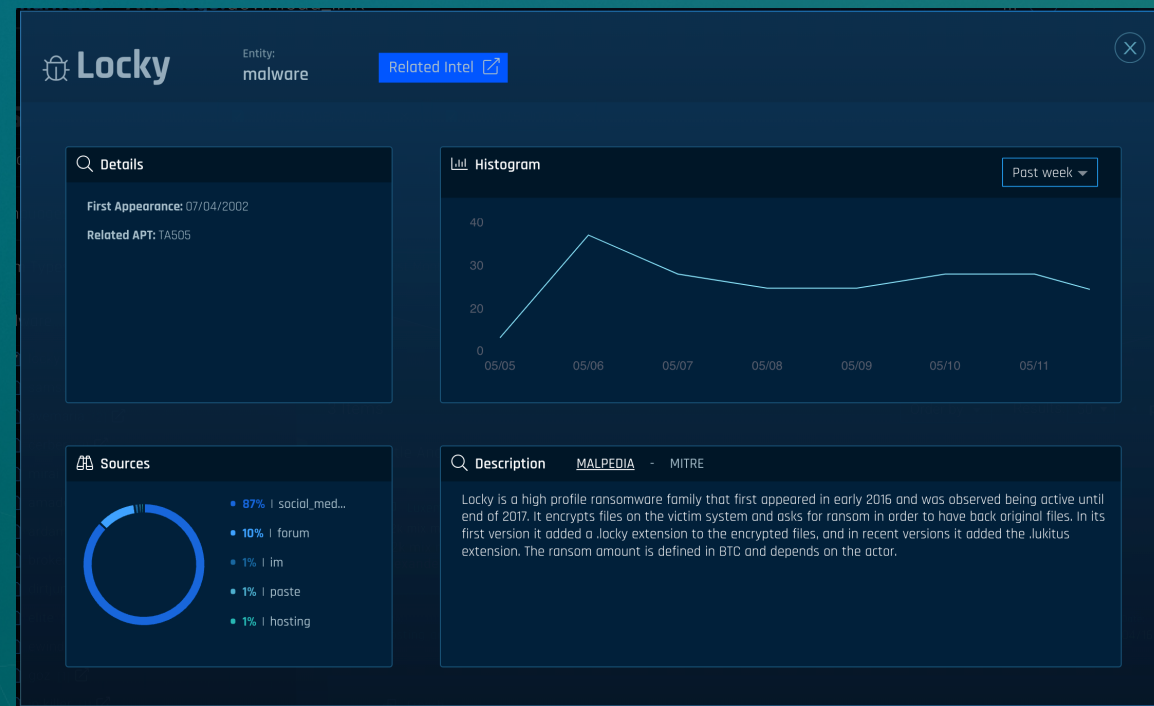 Locky
Entity:
malware
Related Intel
Details
First Appearance: 07/04/2002
Related APT: TA505
Histogram
Past week
40
30
20
0
05/05 05/06 05/07 05/08 05/09 05/10 05/11
Sources
87% | social_med...
10% | forum
1% | im
1% | paste
1% | hosting
Description MALPEDIA - MITRE
Locky is a high profile ransomware family that first appeared in early 2016 and was observed being active until
end of 2017. It encrypts files on the victim system and asks for ransom in order to have back original files. In its
first version it added a .locky extension to the encrypted files, and in recent versions it added the .lukitus
extension. The ransom amount is defined in BTC and depends on the actor.